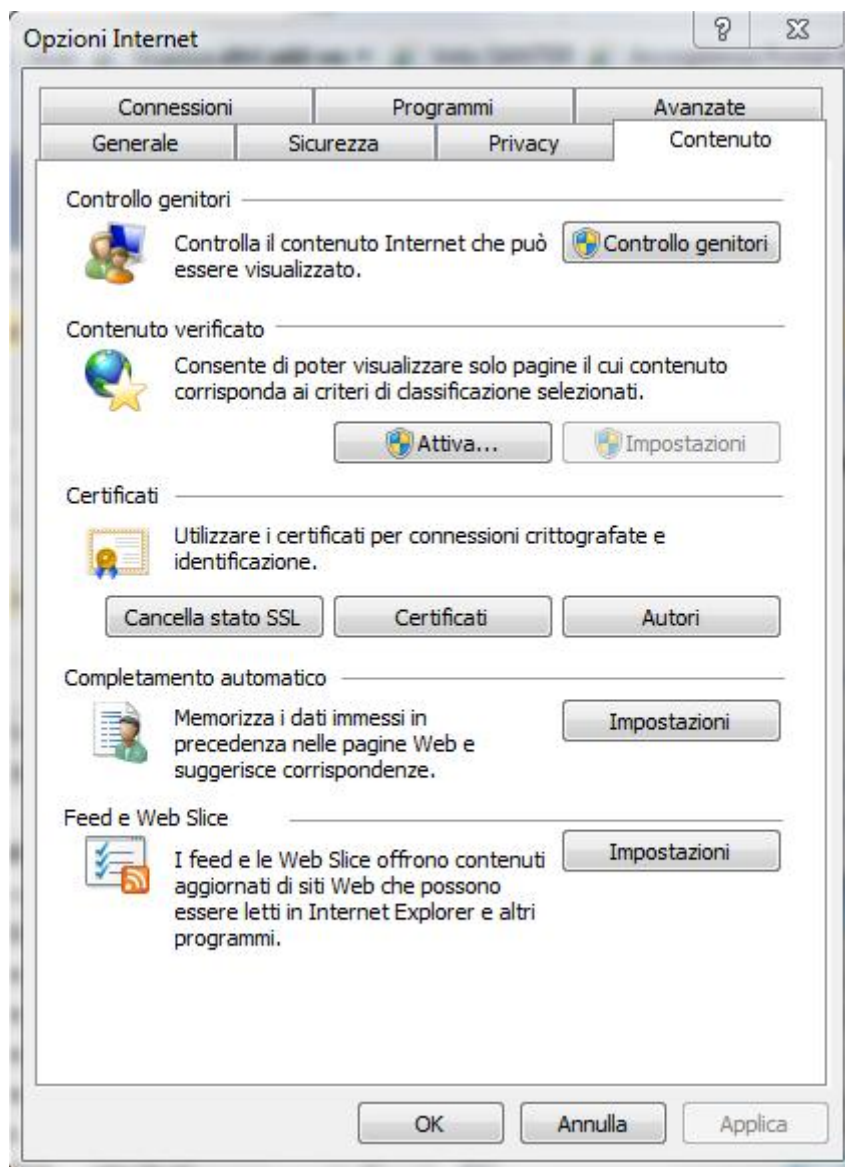 Opzioni Internet
Connessioni Programmi Avanzate
Generale Sicurezza Privacy Contenuto
Controllo genitori
Controlla il contenuto Internet che può
essere visualizzato.
Controllo genitori
Contenuto verificato
Consente di poter visualizzare solo pagine il cui contenuto
corrisponda ai criteri di classificazione selezionati.
Attiva... Impostazioni
Certificati
Utilizzare i certificati per connessioni crittografate e
identificazione.
Cancella stato SSL Certificati Autori
Completamento automatico
Memorizza i dati immessi in
precedenza nelle pagine Web e
suggerisce corrispondenze.
Impostazioni
Feed e Web Slice
I feed e le Web Slice offrono contenuti
aggiornati di siti Web che possono
essere letti in Internet Explorer e altri
programmi.
Impostazioni
OK Annulla Applica